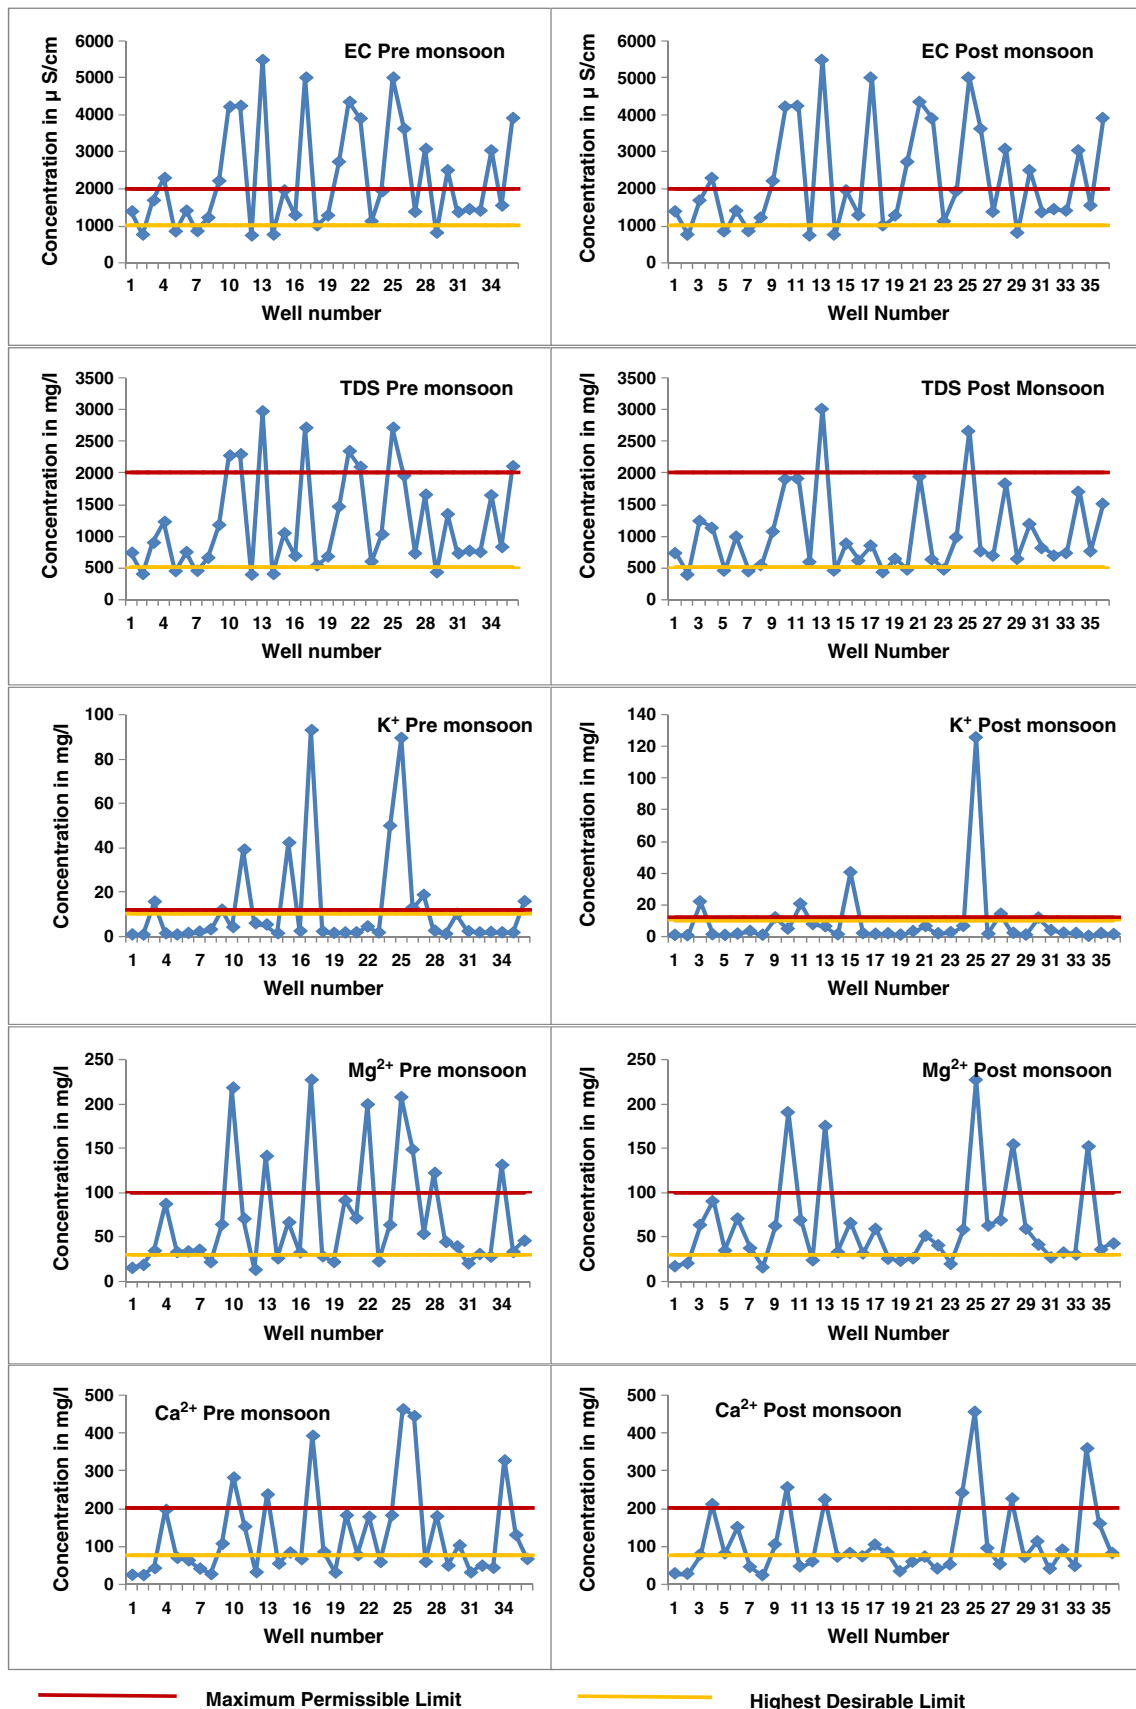 EC Pre monsoon
Concentration in µ S/cm
6000
5000
4000
3000
2000
1000
0
1 4 7 10 13 16 19 22 25 28 31 34
Well number
EC Post monsoon
Concentration in µ S/cm
6000
5000
4000
3000
2000
1000
0
1 3 5 7 9 11 13 15 17 19 21 23 25 27 29 31 33 35
Well Number
TDS Pre monsoon
Concentration in mg/l
3500
3000
2500
2000
1500
1000
500
0
1 4 7 10 13 16 19 22 25 28 31 34
Well number
TDS Post Monsoon
Concentration in mg/l
3500
3000
2500
2000
1500
1000
500
0
1 3 5 7 9 11 13 15 17 19 21 23 25 27 29 31 33 35
Well Number
K⁺ Pre monsoon
Concentration in mg/l
100
80
60
40
20
0
1 4 7 10 13 16 19 22 25 28 31 34
Well number
K⁺ Post monsoon
Concentration in mg/l
140
120
100
80
60
40
20
0
1 3 5 7 9 11 13 15 17 19 21 23 25 27 29 31 33 35
Well Number
Mg²⁺ Pre monsoon
Concentration in mg/l
250
200
150
100
50
0
1 4 7 10 13 16 19 22 25 28 31 34
Well number
Mg²⁺ Post monsoon
Concentration in mg/l
250
200
150
100
50
0
1 3 5 7 9 11 13 15 17 19 21 23 25 27 29 31 33 35
Well Number
Ca²⁺ Pre monsoon
Concentration in mg/l
500
400
300
200
100
0
1 4 7 10 13 16 19 22 25 28 31 34
Well number
Ca²⁺ Post monsoon
Concentration in mg/l
500
400
300
200
100
0
1 3 5 7 9 11 13 15 17 19 21 23 25 27 29 31 33 35
Well Number
Maximum Permissible Limit
Highest Desirable Limit